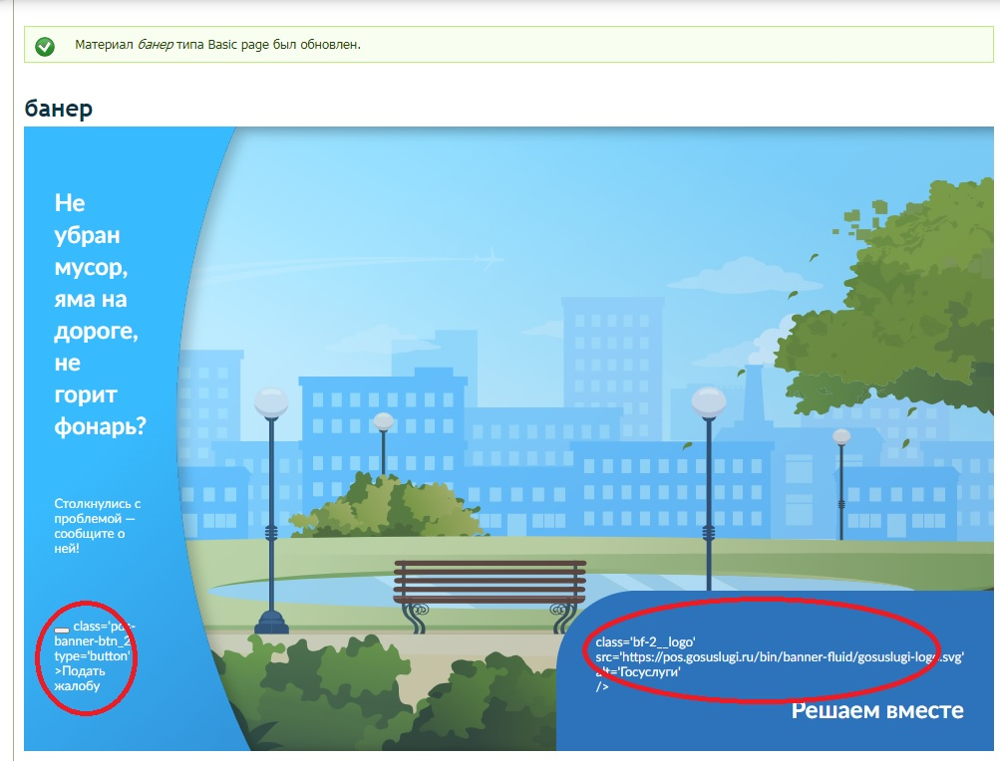 Материал банер типа Basic page был обновлен.
банер
Не
убран
мусор,
яма на
дороге,
не
горит
фонарь?
Столкнулись с
проблемой —
сообщите о
ней!
class='pos-
banner-btn_2
type='button'
>Подать
жалобу
class='bf-2__logo'
src='https://pos.gosuslugi.ru/bin/banner-fluid/gosuslugi-logo.svg'
alt='Госуслуги'
/>
Решаем вместе